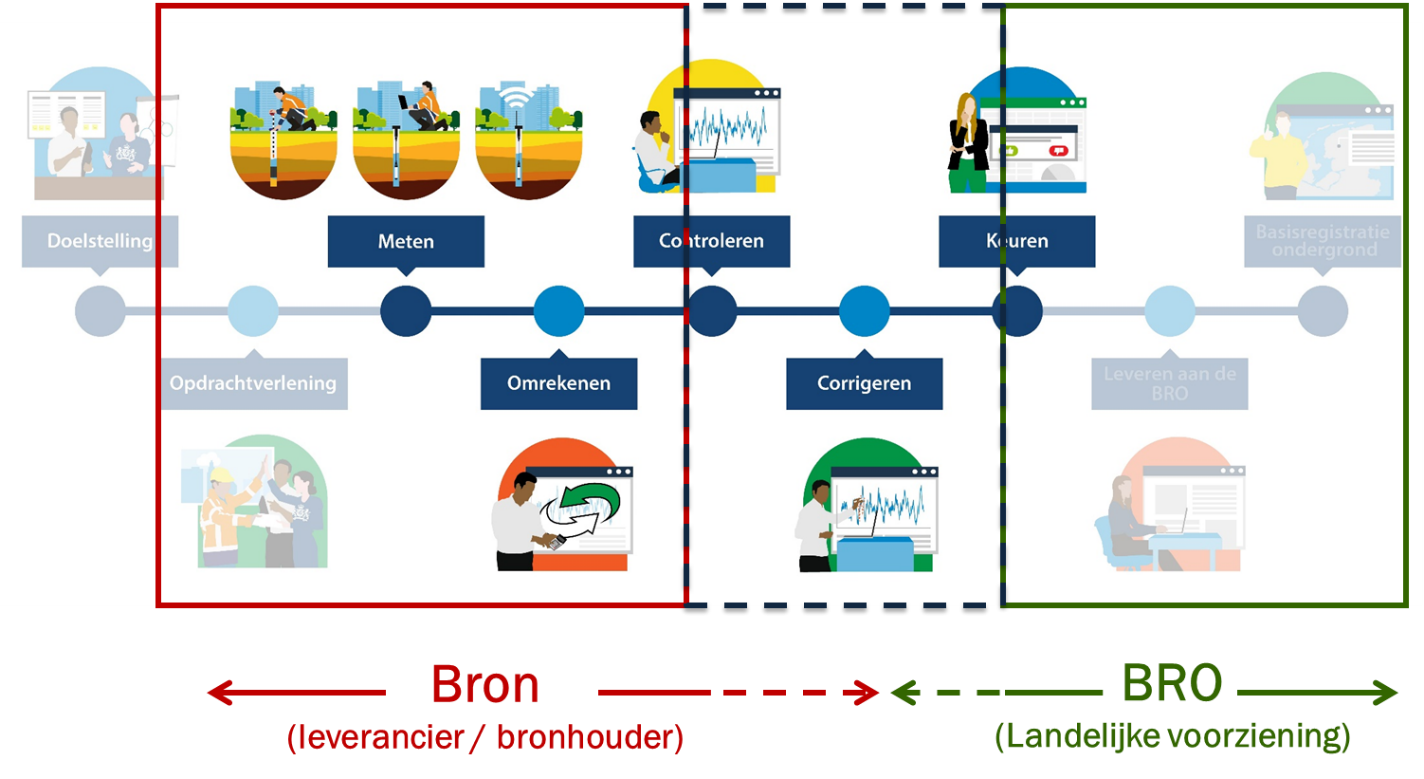 Doelstelling
Meten
Controleren
Keuren
Basisregistratie
ondergrond
Opdrachtverlening
Omrekenen
Corrigeren
Leveren aan de
BRO
Bron
(leverancier / bronhouder)
BRO
(Landelijke voorziening)